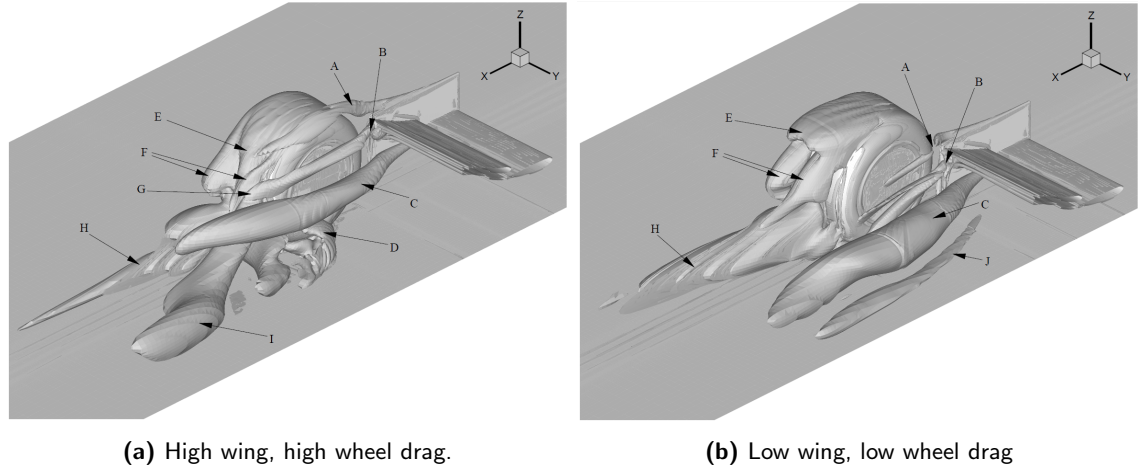 Z
X
Y
B
A
E
F
G
C
H
D
I
(a) High wing, high wheel drag.
Z
X
Y
A
B
E
F
C
H
J
(b) Low wing, low wheel drag